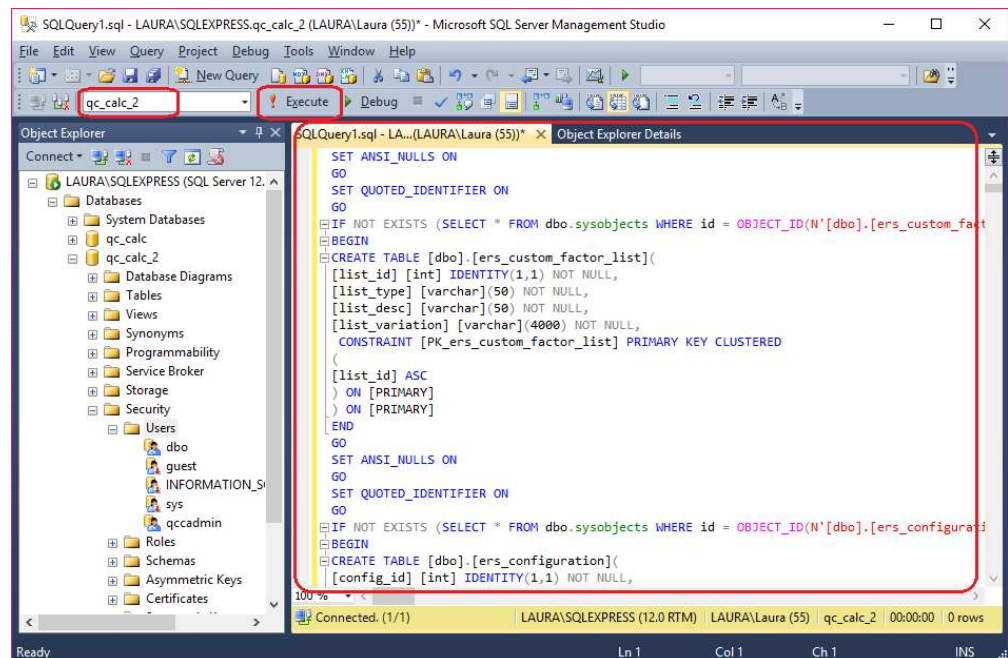 SQLQuery1.sql - LAURA\SQLEXPRESS.qc_calc_2 (LAURA\Laura (55))* - Microsoft SQL Server Management Studio
File Edit View Query Project Debug Tools Window Help
New Query
qc_calc_2 Execute Debug
Object Explorer
Connect
LAURA\SQLEXPRESS (SQL Server 12.
Databases
System Databases
qc_calc
qc_calc_2
Database Diagrams
Tables
Views
Synonyms
Programmability
Service Broker
Storage
Security
Users
dbo
guest
INFORMATION_S
sys
qccadmin
Roles
Schemas
Asymmetric Keys
Certificates
SQLQuery1.sql - LA...(LAURA\Laura (55))* Object Explorer Details
SET ANSI_NULLS ON
GO
SET QUOTED_IDENTIFIER ON
GO
IF NOT EXISTS (SELECT * FROM dbo.sysobjects WHERE id = OBJECT_ID(N'[dbo].[ers_custom_fact
BEGIN
CREATE TABLE [dbo].[ers_custom_factor_list](
[list_id] [int] IDENTITY(1,1) NOT NULL,
[list_type] [varchar](50) NOT NULL,
[list_desc] [varchar](50) NOT NULL,
[list_variation] [varchar](4000) NOT NULL,
CONSTRAINT [PK_ers_custom_factor_list] PRIMARY KEY CLUSTERED
(
[list_id] ASC
) ON [PRIMARY]
) ON [PRIMARY]
END
GO
SET ANSI_NULLS ON
GO
SET QUOTED_IDENTIFIER ON
GO
IF NOT EXISTS (SELECT * FROM dbo.sysobjects WHERE id = OBJECT_ID(N'[dbo].[ers_configurati
BEGIN
CREATE TABLE [dbo].[ers_configuration](
[config_id] [int] IDENTITY(1,1) NOT NULL,
100 %
Connected. (1/1) LAURA\SQLEXPRESS (12.0 RTM) LAURA\Laura (55) qc_calc_2 00:00:00 0 rows
Ready Ln 1 Col 1 Ch 1 INS